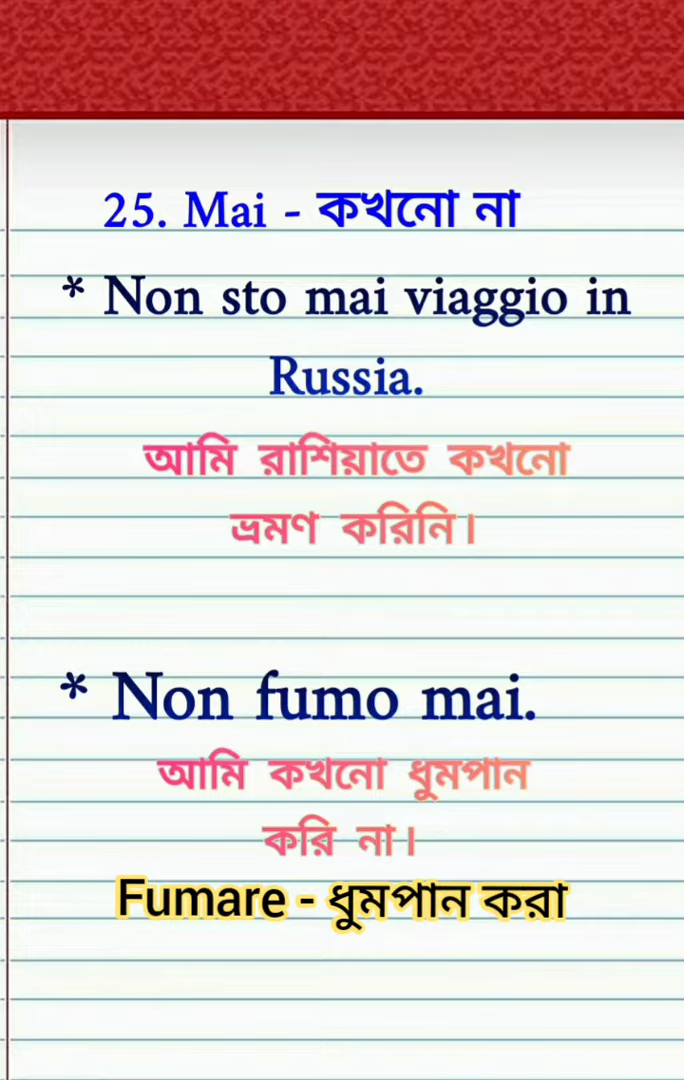 25. Mai - কখনো না
* Non sto mai viaggio in
Russia.
আমি রাশিয়াতে কখনো
ভ্রমণ করিনি।
* Non fumo mai.
আমি কখনো ধুমপান
করি না।
Fumare - ধুমপান করা